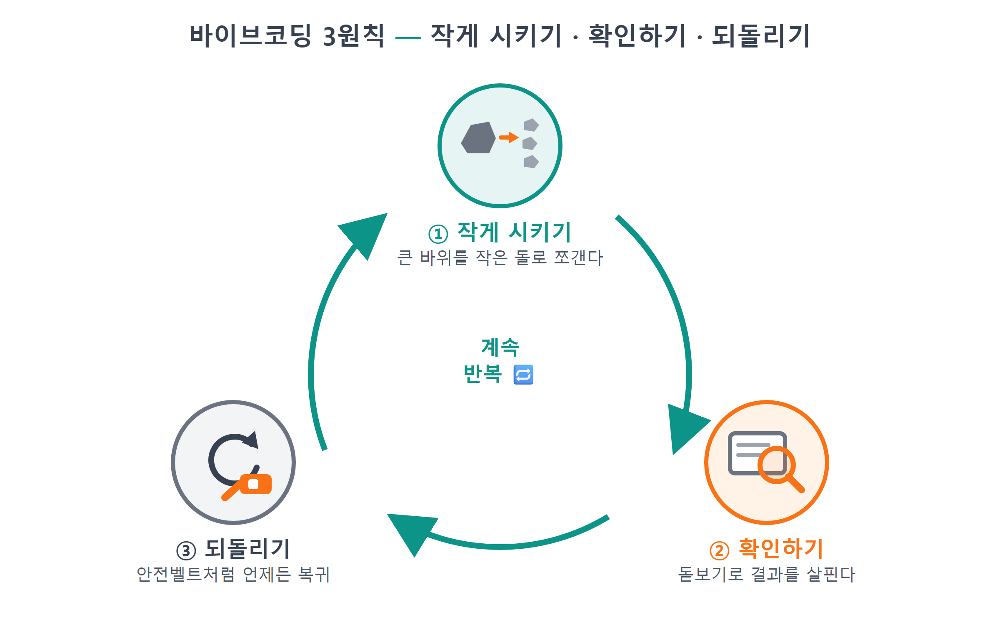 바이브코딩 3원칙 — 작게 시키기 · 확인하기 · 되돌리기
① 작게 시키기
큰 바위를 작은 돌로 쪼갠다
계속
반복 🔁
③ 되돌리기
안전벨트처럼 언제든 복귀
② 확인하기
돋보기로 결과를 살핀다